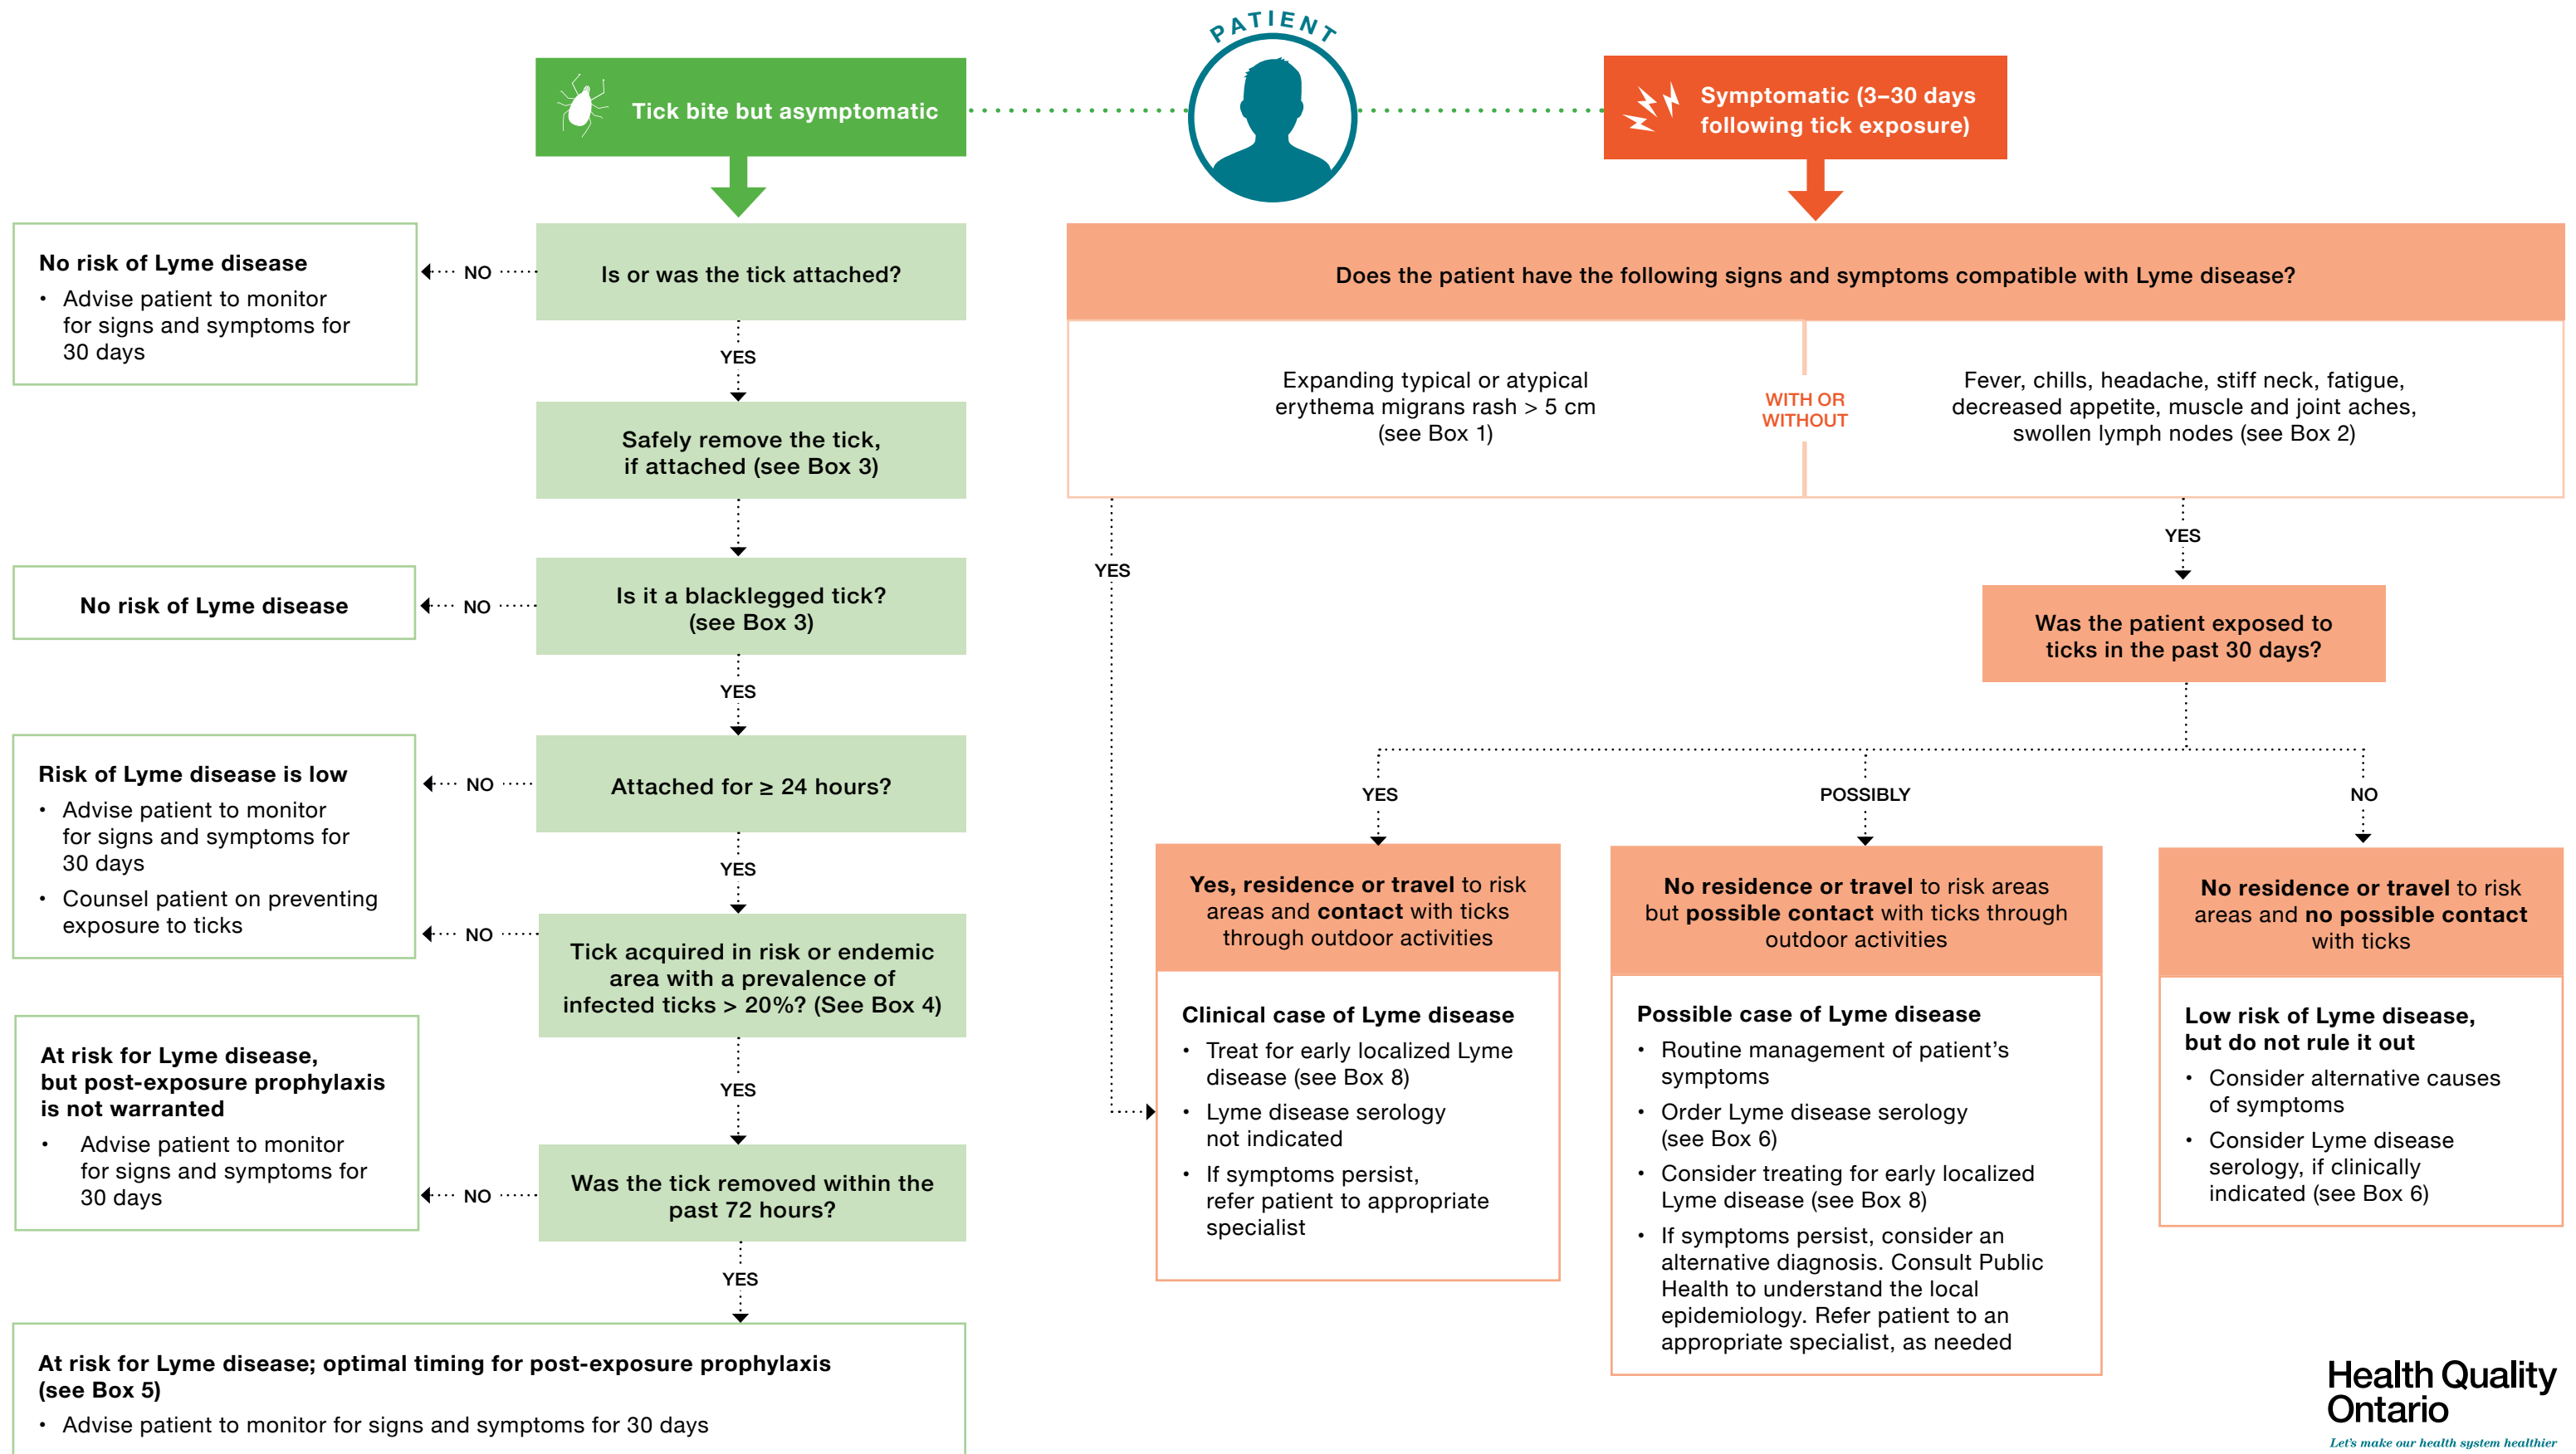 PATIENT
Tick bite but asymptomatic
Symptomatic (3–30 days
following tick exposure)
No risk of Lyme disease
• Advise patient to monitor
for signs and symptoms for
30 days
NO
Is or was the tick attached?
YES
Safely remove the tick,
if attached (see Box 3)
No risk of Lyme disease
NO
Is it a blacklegged tick?
(see Box 3)
YES
Risk of Lyme disease is low
• Advise patient to monitor
for signs and symptoms for
30 days
• Counsel patient on preventing
exposure to ticks
NO
Attached for ≥ 24 hours?
YES
NO
Tick acquired in risk or endemic
area with a prevalence of
infected ticks > 20%? (See Box 4)
YES
At risk for Lyme disease,
but post-exposure prophylaxis
is not warranted
• Advise patient to monitor
for signs and symptoms for
30 days
NO
Was the tick removed within the
past 72 hours?
YES
At risk for Lyme disease; optimal timing for post-exposure prophylaxis
(see Box 5)
• Advise patient to monitor for signs and symptoms for 30 days
Does the patient have the following signs and symptoms compatible with Lyme disease?
Expanding typical or atypical
erythema migrans rash > 5 cm
(see Box 1)
WITH OR
WITHOUT
Fever, chills, headache, stiff neck, fatigue,
decreased appetite, muscle and joint aches,
swollen lymph nodes (see Box 2)
YES
YES
Was the patient exposed to
ticks in the past 30 days?
YES
POSSIBLY
NO
Yes, residence or travel to risk
areas and contact with ticks
through outdoor activities
Clinical case of Lyme disease
• Treat for early localized Lyme
disease (see Box 8)
• Lyme disease serology
not indicated
• If symptoms persist,
refer patient to appropriate
specialist
No residence or travel to risk areas
but possible contact with ticks through
outdoor activities
Possible case of Lyme disease
• Routine management of patient’s
symptoms
• Order Lyme disease serology
(see Box 6)
• Consider treating for early localized
Lyme disease (see Box 8)
• If symptoms persist, consider an
alternative diagnosis. Consult Public
Health to understand the local
epidemiology. Refer patient to an
appropriate specialist, as needed
No residence or travel to risk
areas and no possible contact
with ticks
Low risk of Lyme disease,
but do not rule it out
• Consider alternative causes
of symptoms
• Consider Lyme disease
serology, if clinically
indicated (see Box 6)
Health Quality
Ontario
Let's make our health system healthier